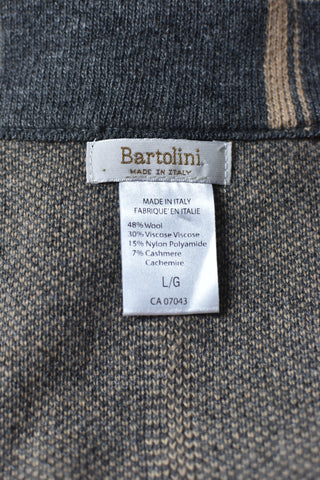 Bartolini
MADE IN ITALY
MADE IN ITALY
FABRIQUE EN ITALIE
48% Wool
30% Viscose Viscose
15% Nylon Polyamide
7% Cashmere
Cachemire
L/G
CA 07043